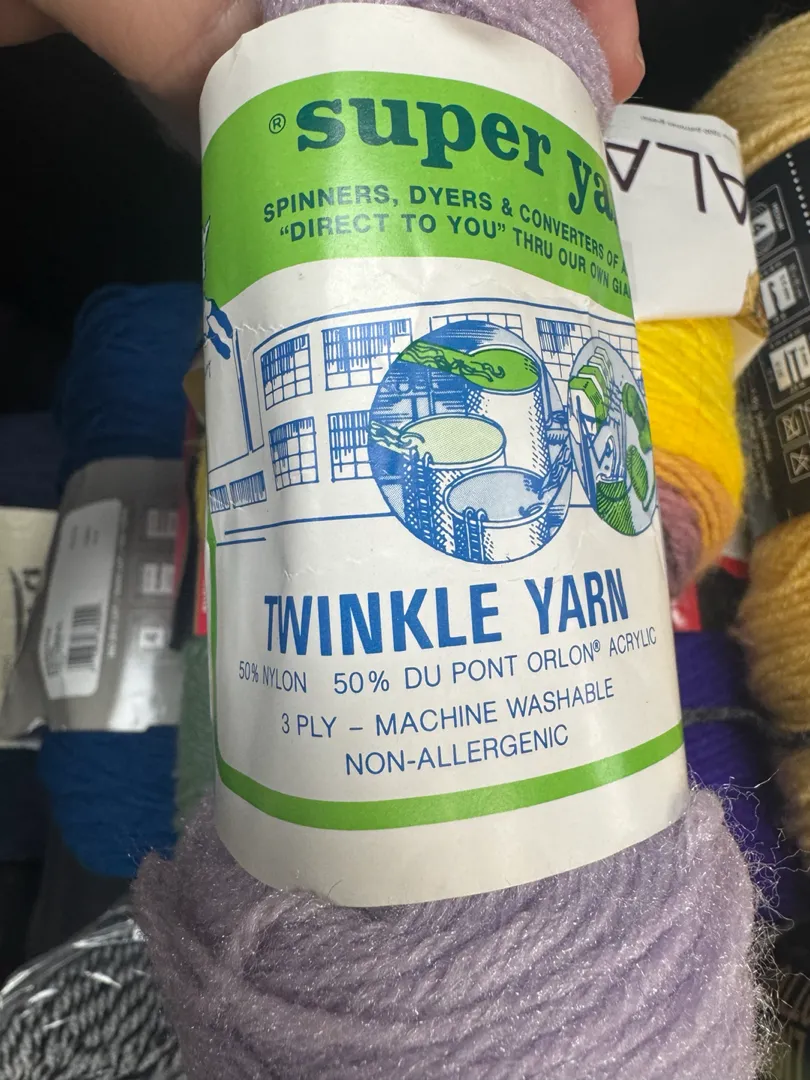 ® super
SPINNERS, DYERS & CONVERTERS OF
"DIRECT TO YOU" THRU OUR OWN
TWINKLE YARN
50% NYLON 50% DU PONT ORLON® ACRYLIC
3 PLY – MACHINE WASHABLE
NON-ALLERGENIC
ALA